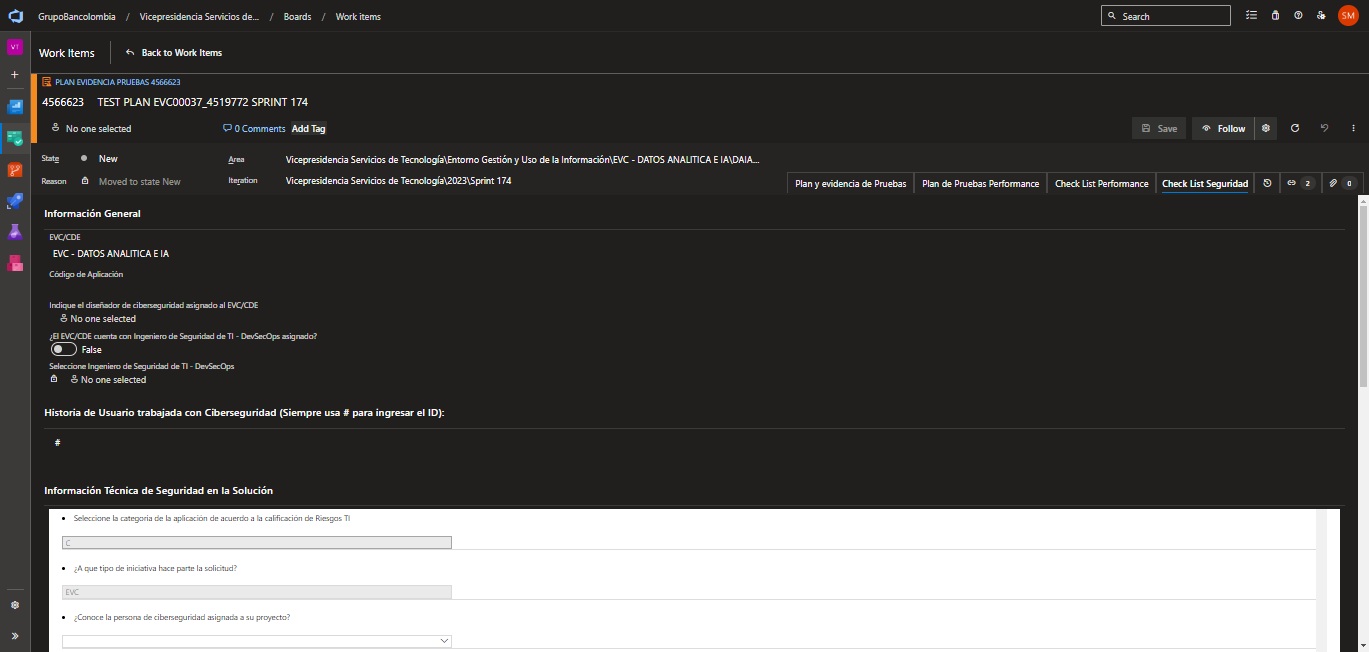 GrupoBancolombia / Vicepresidencia Servicios de... / Boards / Work items
Search
SM
VT
Work Items
Back to Work Items
PLAN EVIDENCIA PRUEBAS 4566623
4566623 TEST PLAN EVC00037_4519772 SPRINT 174
No one selected
0 Comments
Add Tag
Save
Follow
State
New
Area
Vicepresidencia Servicios de Tecnología\Entorno Gestión y Uso de la Información\EVC - DATOS ANALITICA E IA\DAIA...
Reason
Moved to state New
Iteration
Vicepresidencia Servicios de Tecnología\2023\Sprint 174
Plan y evidencia de Pruebas
Plan de Pruebas Performance
Check List Performance
Check List Seguridad
2
0
Información General
EVC/CDE
EVC - DATOS ANALITICA E IA
Código de Aplicación
Indique el diseñador de ciberseguridad asignado al EVC/CDE
No one selected
¿El EVC/CDE cuenta con Ingeniero de Seguridad de TI - DevSecOps asignado?
False
Seleccione Ingeniero de Seguridad de TI - DevSecOps
No one selected
Historia de Usuario trabajada con Ciberseguridad (Siempre usa # para ingresar el ID):
#
Información Técnica de Seguridad en la Solución
• Seleccione la categoria de la aplicación de acuerdo a la calificación de Riesgos TI
C
• ¿A que tipo de iniciativa hace parte la solicitud?
EVC
• ¿Conoce la persona de ciberseguridad asignada a su proyecto?